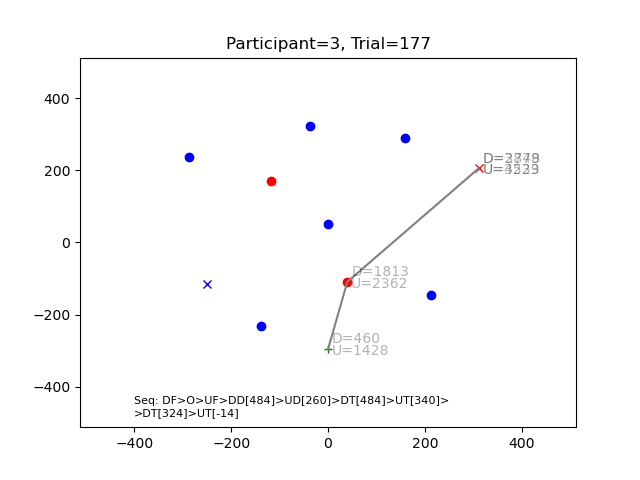 Participant=3, Trial=177
400
200
0
−200
−400
D=1813
U=2362
D=460
U=1428
Seq: DF>O>UF>DD[484]>UD[260]>DT[484]>UT[340]>
>DT[324]>UT[-14]
−400
−200
0
200
400